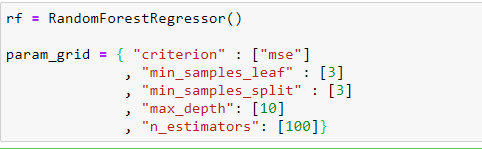 rf = RandomForestRegressor()
param_grid = { "criterion" : ["mse"]
, "min_samples_leaf" : [3]
, "min_samples_split" : [3]
, "max_depth": [10]
, "n_estimators": [100]}